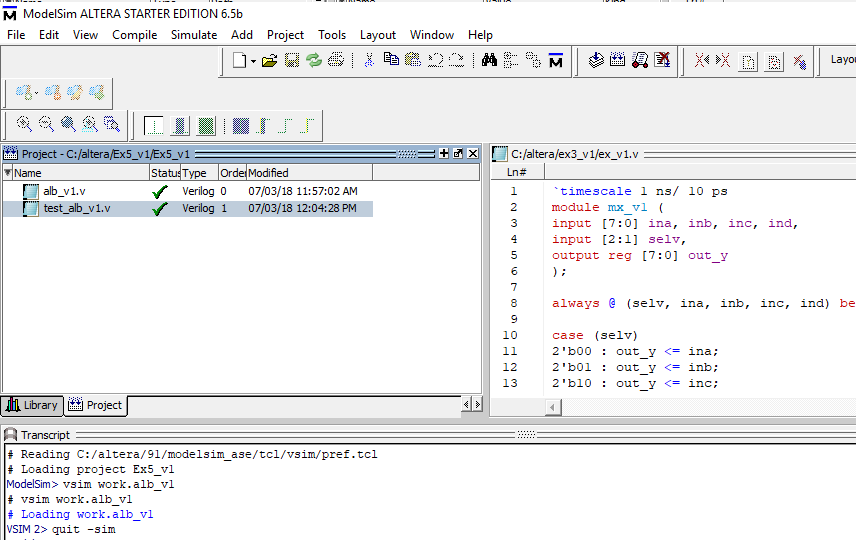 ModelSim ALTERA STARTER EDITION 6.5b
File Edit View Compile Simulate Add Project Tools Layout Window Help
Layou
Project - C:/altera/Ex5_v1/Ex5_v1
Name Status Type Order Modified
alb_v1.v Verilog 0 07/03/18 11:57:02 AM
test_alb_v1.v Verilog 1 07/03/18 12:04:28 PM
Library Project
C:/altera/ex3_v1/ex_v1.v
Ln#
1 `timescale 1 ns/ 10 ps
2 module mx_v1 (
3 input [7:0] ina, inb, inc, ind,
4 input [2:1] selv,
5 output reg [7:0] out_y
6 );
7
8 always @ (selv, ina, inb, inc, ind) be
9
10 case (selv)
11 2'b00 : out_y <= ina;
12 2'b01 : out_y <= inb;
13 2'b10 : out_y <= inc;
Transcript
# Reading C:/altera/91/modelsim_ase/tcl/vsim/pref.tcl
# Loading project Ex5_v1
ModelSim> vsim work.alb_v1
# vsim work.alb_v1
# Loading work.alb_v1
VSIM 2> quit -sim